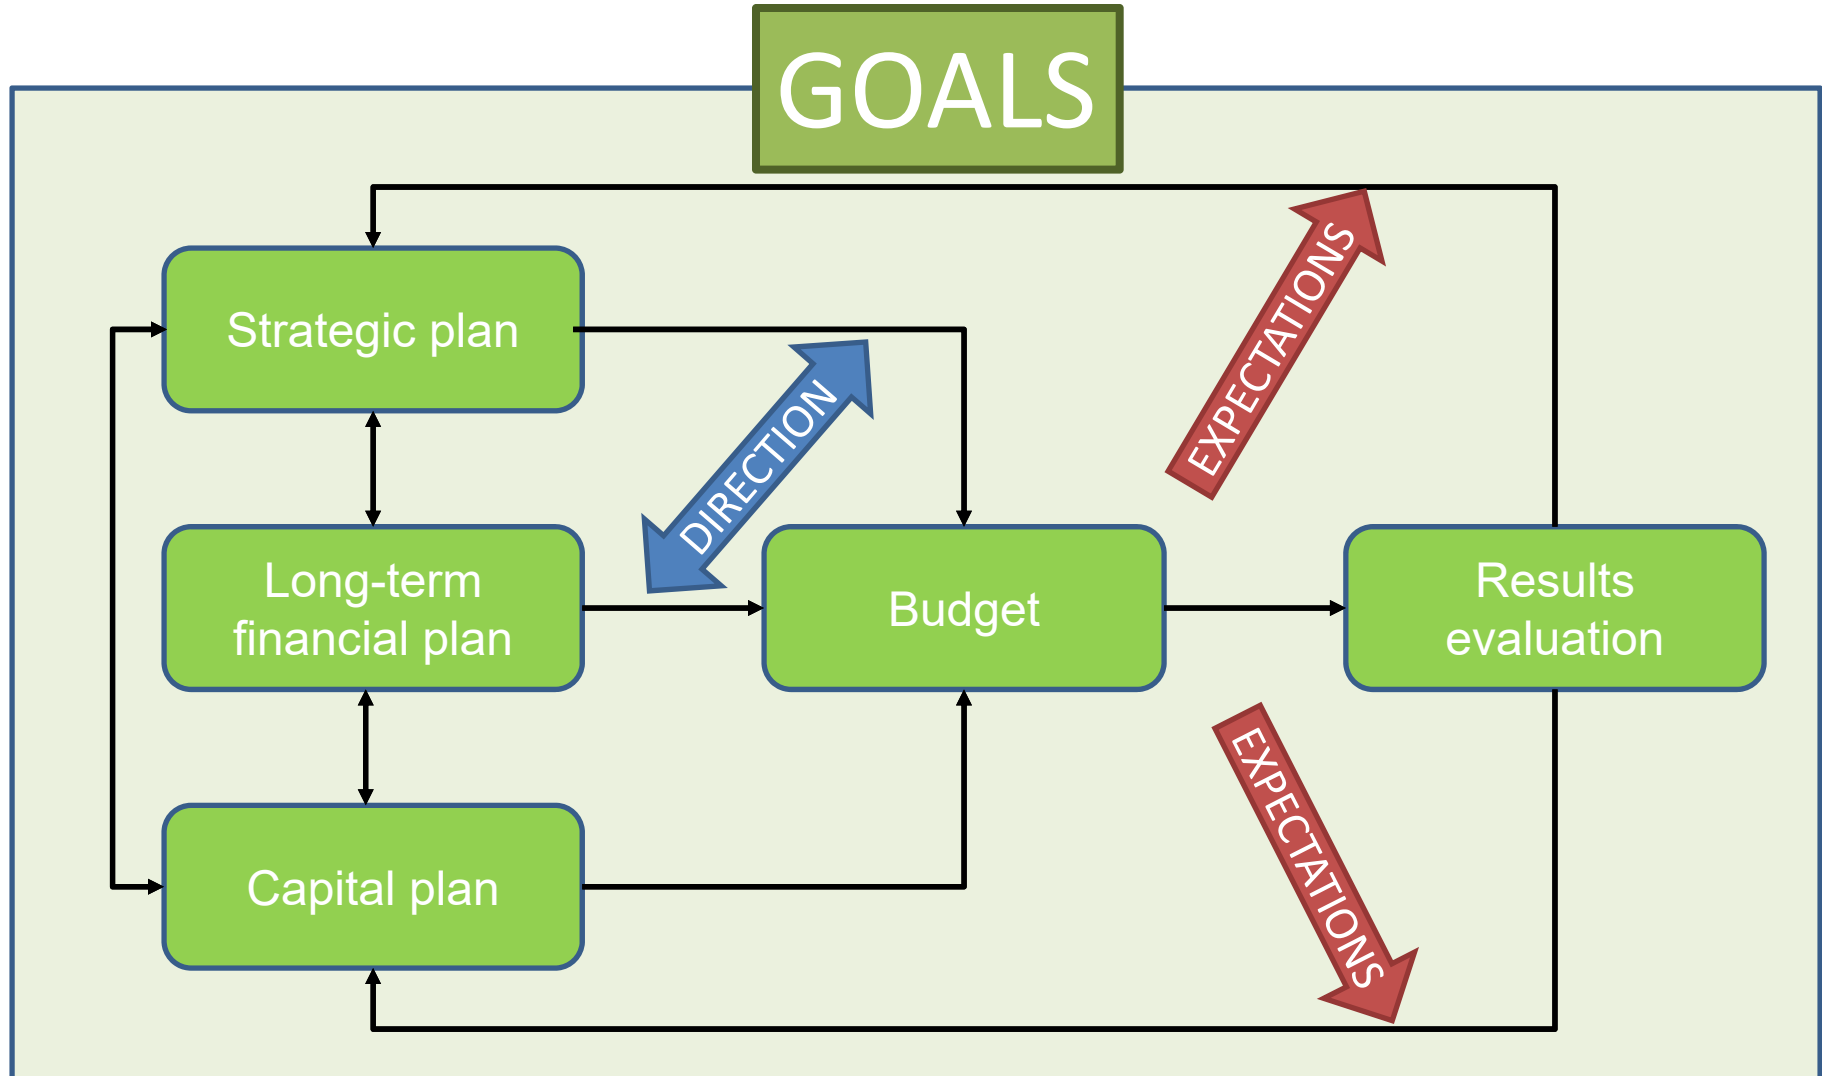 GOALS
Strategic plan
EXPECTATIONS
DIRECTION
Long-term
financial plan
Budget
Results
evaluation
Capital plan
EXPECTATIONS